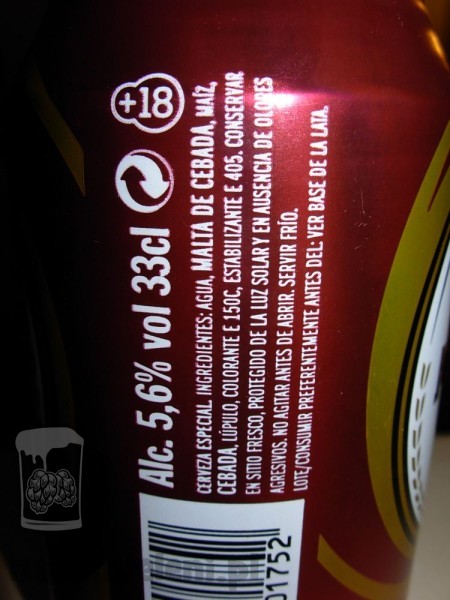 +18
Alc. 5,6% vol 33cl
CERVEZA ESPECIAL. INGREDIENTES: AGUA, MALTA DE CEBADA, MAÍZ,
CEBADA, LÚPULO, COLORANTE E 150C, ESTABILIZANTE E 405. CONSERVAR
EN SITIO FRESCO, PROTEGIDO DE LA LUZ SOLAR Y EN AUSENCIA DE OLORES
AGRESIVOS. NO AGITAR ANTES DE ABRIR. SERVIR FRÍO.
LOTE/CONSUMIR PREFERENTEMENTE ANTES DEL: VER BASE DE LA LATA.
01752